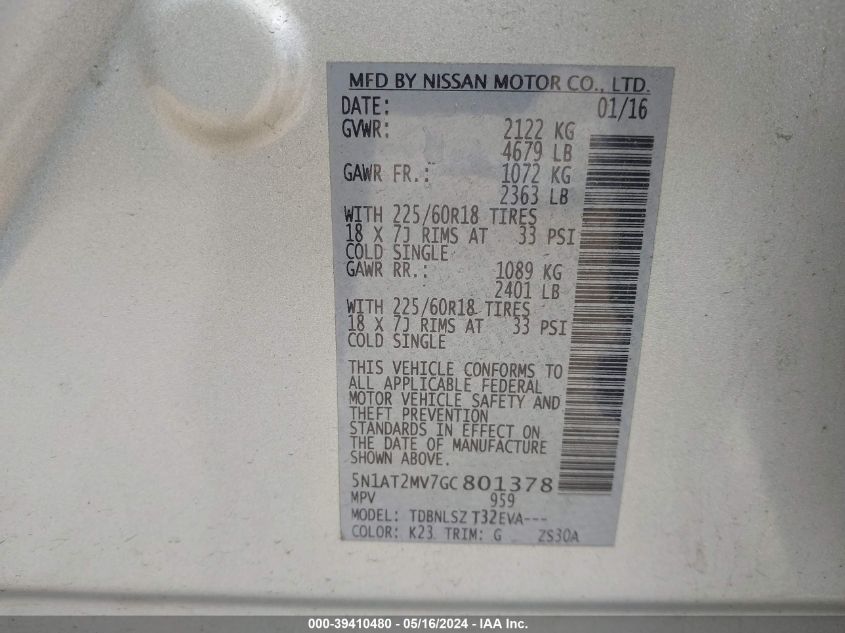 MFD BY NISSAN MOTOR CO., LTD.
DATE: 01/16
GVWR: 2122 KG
4679 LB
GAWR FR.: 1072 KG
2363 LB
WITH 225/60R18 TIRES
18 X 7J RIMS AT 33 PSI
COLD SINGLE
GAWR RR.: 1089 KG
2401 LB
WITH 225/60R18 TIRES
18 X 7J RIMS AT 33 PSI
COLD SINGLE
THIS VEHICLE CONFORMS TO
ALL APPLICABLE FEDERAL
MOTOR VEHICLE SAFETY AND
THEFT PREVENTION
STANDARDS IN EFFECT ON
THE DATE OF MANUFACTURE
SHOWN ABOVE.
5N1AT2MV7GC801378
MPV 959
MODEL: TDBNLSZ T32EVA---
COLOR: K23 TRIM: G ZS30A
000-39410480 - 05/16/2024 - IAA Inc.